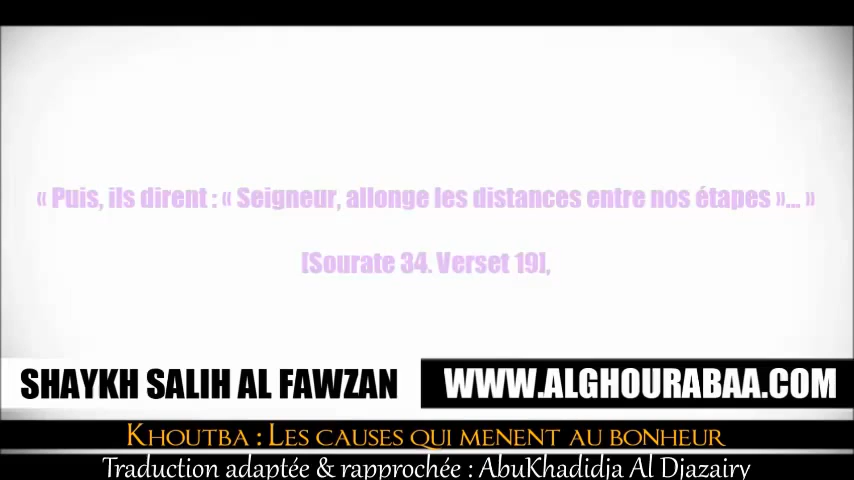 « Puis, ils dirent : « Seigneur, allonge les distances entre nos étapes »... »
[Sourate 34. Verset 19],
SHAYKH SALIH AL FAWZAN
WWW.ALGHOURABAA.COM
Khoutba : Les causes qui menent au bonheur
Traduction adaptée & rapprochée : AbuKhadidja Al Djazairy